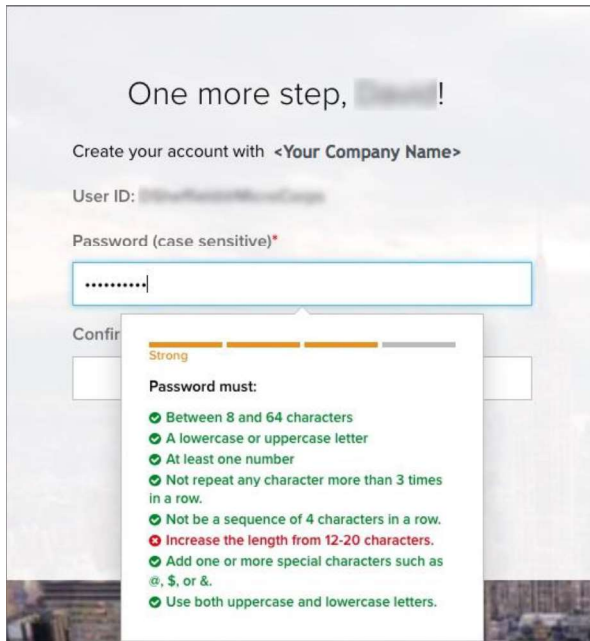 One more step, !
Create your account with <Your Company Name>
User ID:
Password (case sensitive)*
••••••••••
Confir
Strong
Password must:
Between 8 and 64 characters
A lowercase or uppercase letter
At least one number
Not repeat any character more than 3 times
in a row.
Not be a sequence of 4 characters in a row.
Increase the length from 12-20 characters.
Add one or more special characters such as
@, $, or &.
Use both uppercase and lowercase letters.